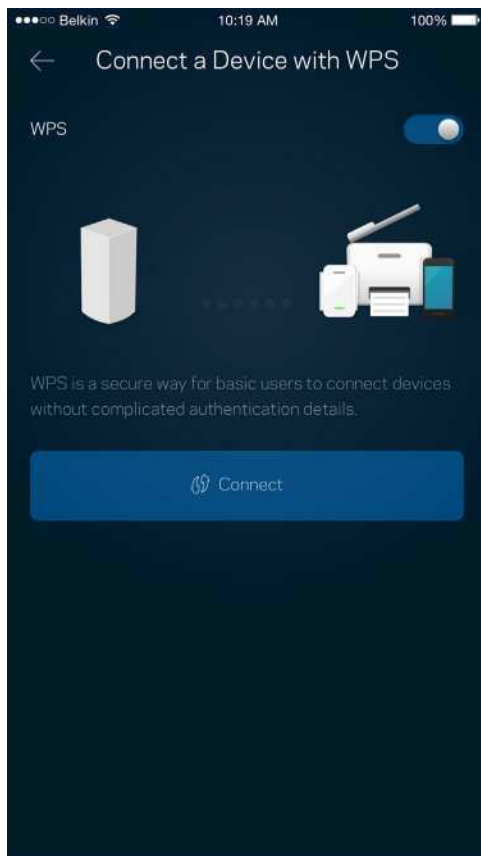 Belkin 10:19 AM 100%
Connect a Device with WPS
WPS
WPS is a secure way for basic users to connect devices
without complicated authentication details.
Connect